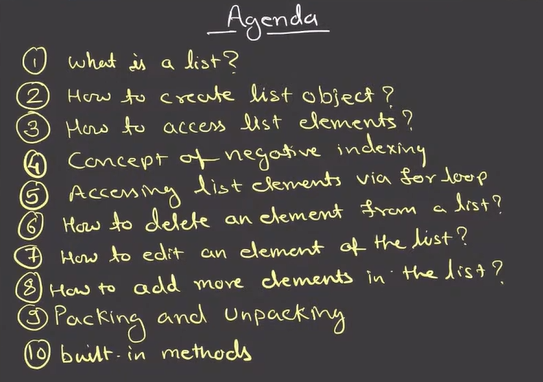 Agenda
① What is a list?
② How to create list object?
③ How to access list elements?
④ Concept of negative indexing
⑤ Accessing list elements via for loop
⑥ How to delete an element from a list?
⑦ How to edit an element of the list?
⑧ How to add more elements in the list?
⑨ Packing and Unpacking
⑩ built-in methods